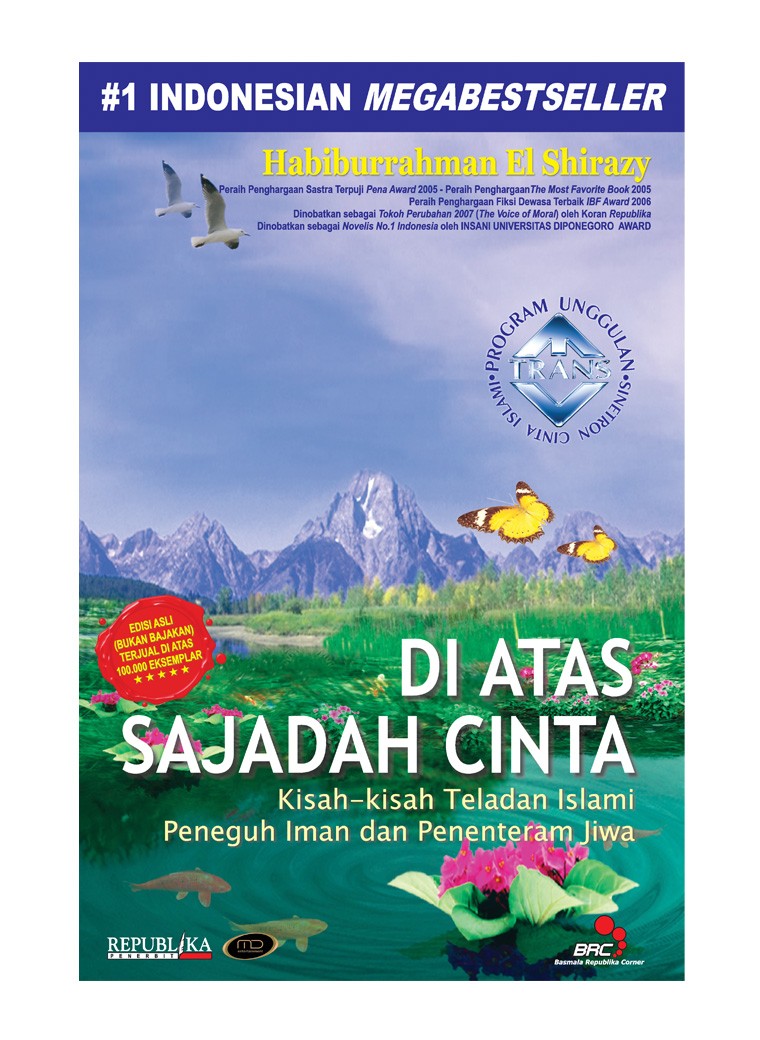 #1 INDONESIAN MEGABESTSELLER
Habiburrahman El Shirazy
Peraih Penghargaan Sastra Terpuji Pena Award 2005 - Peraih PenghargaanThe Most Favorite Book 2005
Peraih Penghargaan Fiksi Dewasa Terbaik IBF Award 2006
Dinobatkan sebagai Tokoh Perubahan 2007 (The Voice of Moral) oleh Koran Republika
Dinobatkan sebagai Novelis No.1 Indonesia oleh INSANI UNIVERSITAS DIPONEGORO AWARD
PROGRAM UNGGULAN
TRANS
•SINETRON CINTA ISLAMI•
EDISI ASLI
(BUKAN BAJAKAN)
TERJUAL DI ATAS
100.000 EKSEMPLAR
★ ★ ★ ★ ★
DI ATAS
SAJADAH CINTA
Kisah-kisah Teladan Islami
Peneguh Iman dan Penenteram Jiwa
REPUBLIKA
PENERBIT
MD
BRC
Basmala Republika Corner